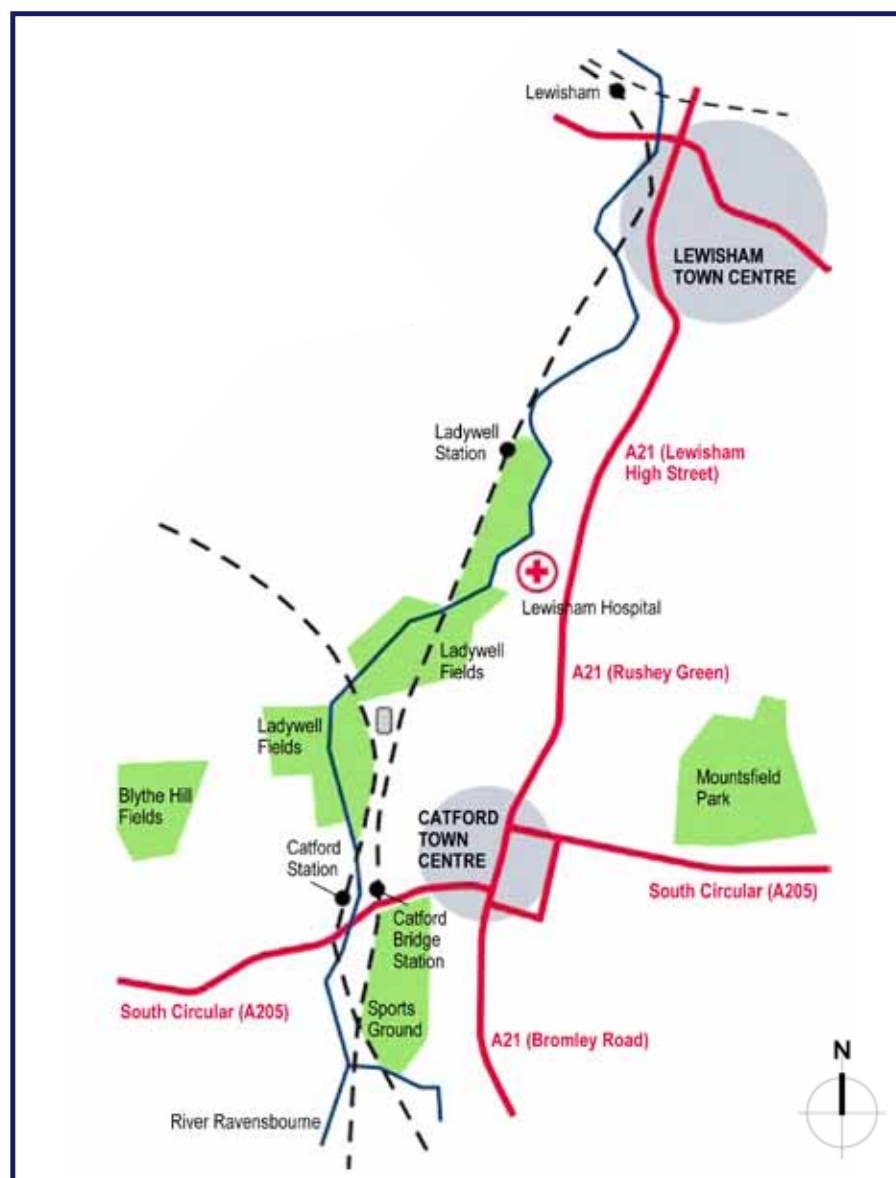 Lewisham
LEWISHAM
TOWN CENTRE
Ladywell
Station
A21 (Lewisham
High Street)
Lewisham Hospital
Ladywell
Fields
A21 (Rushey Green)
Ladywell
Fields
Blythe Hill
Fields
Mountsfield
Park
CATFORD
TOWN
CENTRE
Catford
Station
South Circular (A205)
Catford
Bridge
Station
South Circular (A205)
Sports
Ground
A21 (Bromley Road)
N
River Ravensbourne